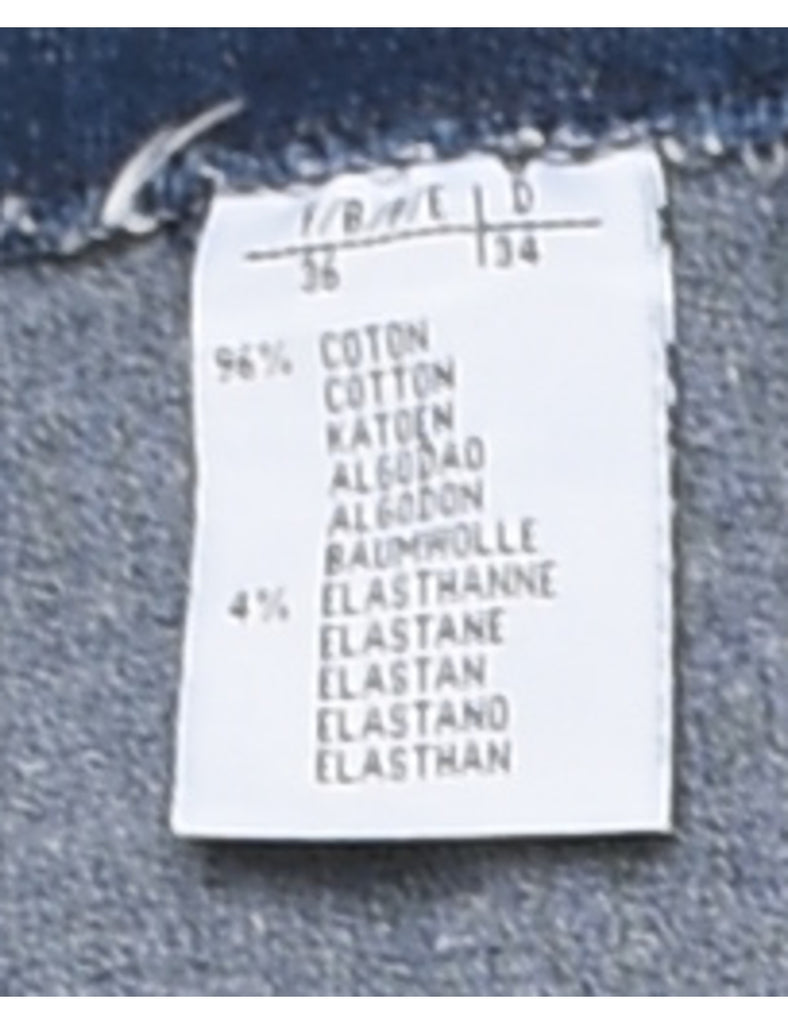 F/B/P/E | D
36 | 34
96% COTON
COTTON
KATOEN
ALGODAO
ALGODON
BAUMWOLLE
4% ELASTHANNE
ELASTANE
ELASTAN
ELASTANO
ELASTHAN